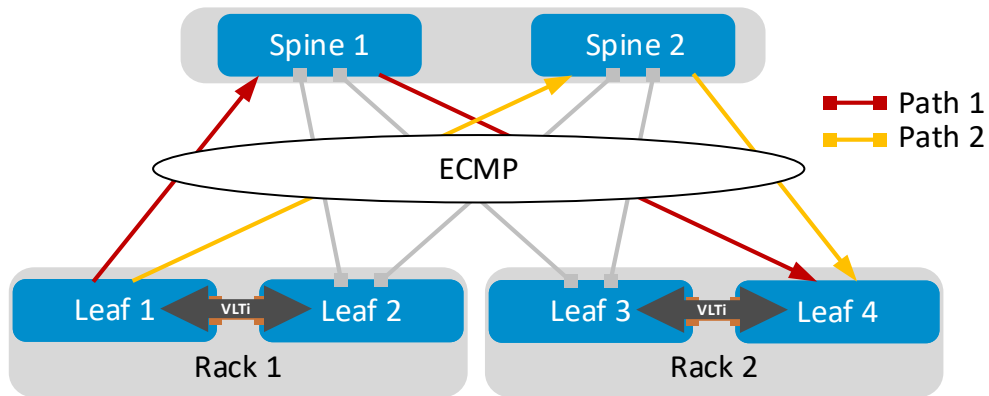 Spine 1
Spine 2
Path 1
Path 2
ECMP
Leaf 1
VLTi
Leaf 2
Leaf 3
VLTi
Leaf 4
Rack 1
Rack 2